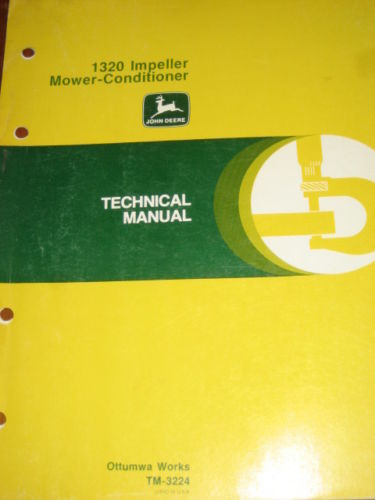 1320 Impeller
Mower-Conditioner
JOHN DEERE
TECHNICAL
MANUAL
Ottumwa Works
TM-3224